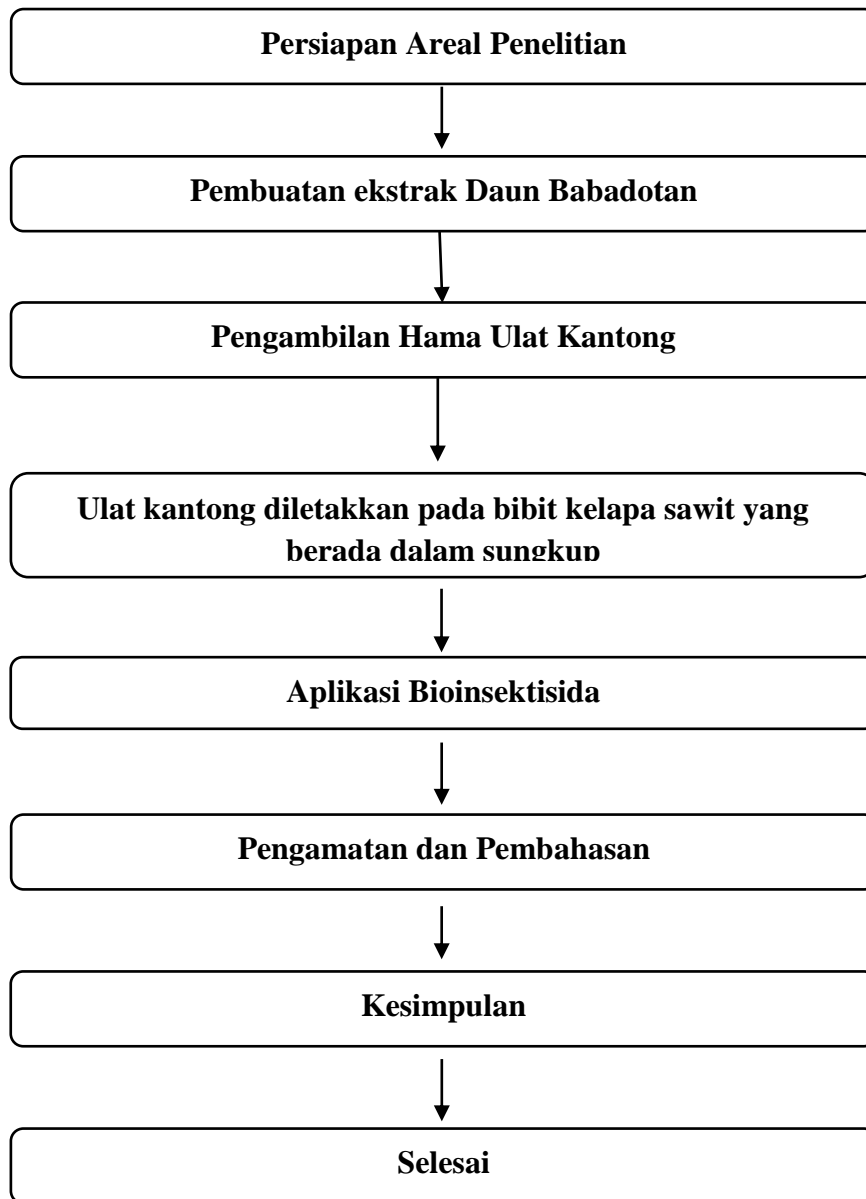 Persiapan Areal Penelitian
Pembuatan ekstrak Daun Babadotan
Pengambilan Hama Ulat Kantong
Ulat kantong diletakkan pada bibit kelapa sawit yang
berada dalam sungkup
Aplikasi Bioinsektisida
Pengamatan dan Pembahasan
Kesimpulan
Selesai